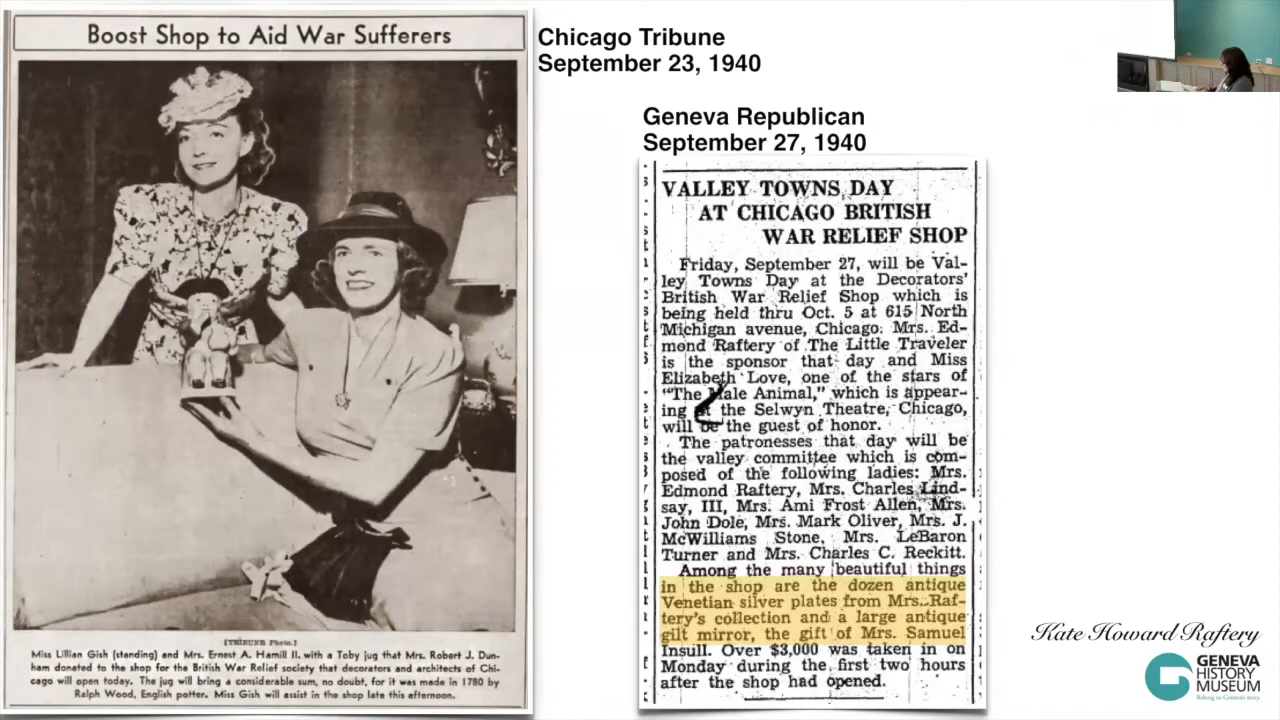 Boost Shop to Aid War Sufferers
[TRIBUNE Photo.]
Miss Lillian Gish [standing] and Mrs. Ernest A. Hamill II. with a Toby jug that Mrs. Robert J. Dun-
ham donated to the shop for the British War Relief society that decorators and architects of Chi-
cago will open today. The jug will bring a considerable sum, no doubt, for it was made in 1780 by
Ralph Wood, English potter. Miss Gish will assist in the shop late this afternoon.
Chicago Tribune
September 23, 1940
Geneva Republican
September 27, 1940
VALLEY TOWNS DAY
AT CHICAGO BRITISH
WAR RELIEF SHOP
Friday, September 27, will be Val-
ley Towns Day at the Decorators'
British War Relief Shop which is
being held thru Oct. 5 at 615 North
Michigan avenue, Chicago. Mrs. Ed-
mond Raftery of The Little Traveler
is the sponsor that day and Miss
Elizabeth Love, one of the stars of
"The Male Animal," which is appear-
ing at the Selwyn Theatre, Chicago,
will be the guest of honor.
The patronesses that day will be
the valley committee which is com-
posed of the following ladies: Mrs.
Edmond Raftery, Mrs. Charles Lind-
say, III, Mrs. Ami Frost Allen, Mrs.
John Dole, Mrs. Mark Oliver, Mrs. J.
McWilliams Stone, Mrs. LeBaron
Turner and Mrs. Charles C. Reckitt.
Among the many beautiful things
in the shop are the dozen antique
Venetian silver plates from Mrs. Raf-
tery's collection and a large antique
gilt mirror, the gift of Mrs. Samuel
Insull. Over $3,000 was taken in on
Monday during the first two hours
after the shop had opened.
Kate Howard Raftery
GENEVA
HISTORY
MUSEUM
Belong to Geneva's story.